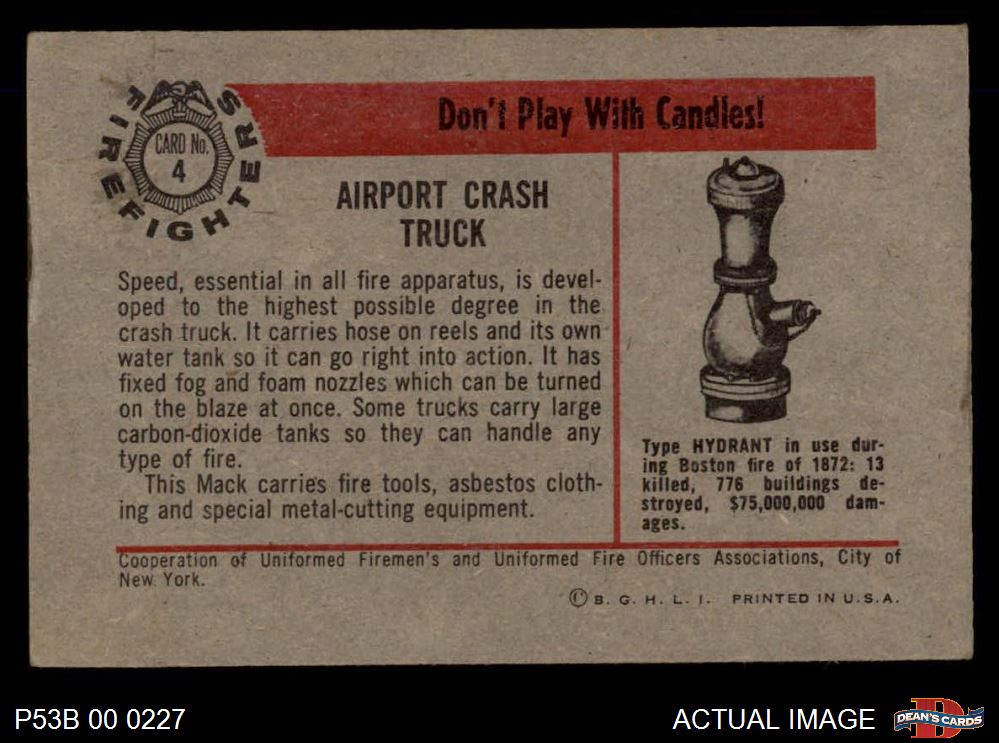 Don't Play With Candles!
FIREFIGHTERS
CARD No.
4
AIRPORT CRASH
TRUCK
Speed, essential in all fire apparatus, is devel-
oped to the highest possible degree in the
crash truck. It carries hose on reels and its own
water tank so it can go right into action. It has
fixed fog and foam nozzles which can be turned
on the blaze at once. Some trucks carry large
carbon-dioxide tanks so they can handle any
type of fire.
This Mack carries fire tools, asbestos cloth-
ing and special metal-cutting equipment.
Type HYDRANT in use dur-
ing Boston fire of 1872: 13
killed, 776 buildings de-
stroyed, $75,000,000 dam-
ages.
Cooperation of Uniformed Firemen's and Uniformed Fire Officers Associations, City of
New York.
© B. G. H. L. I. PRINTED IN U.S.A.
P53B 00 0227
ACTUAL IMAGE
DEAN'S CARDS